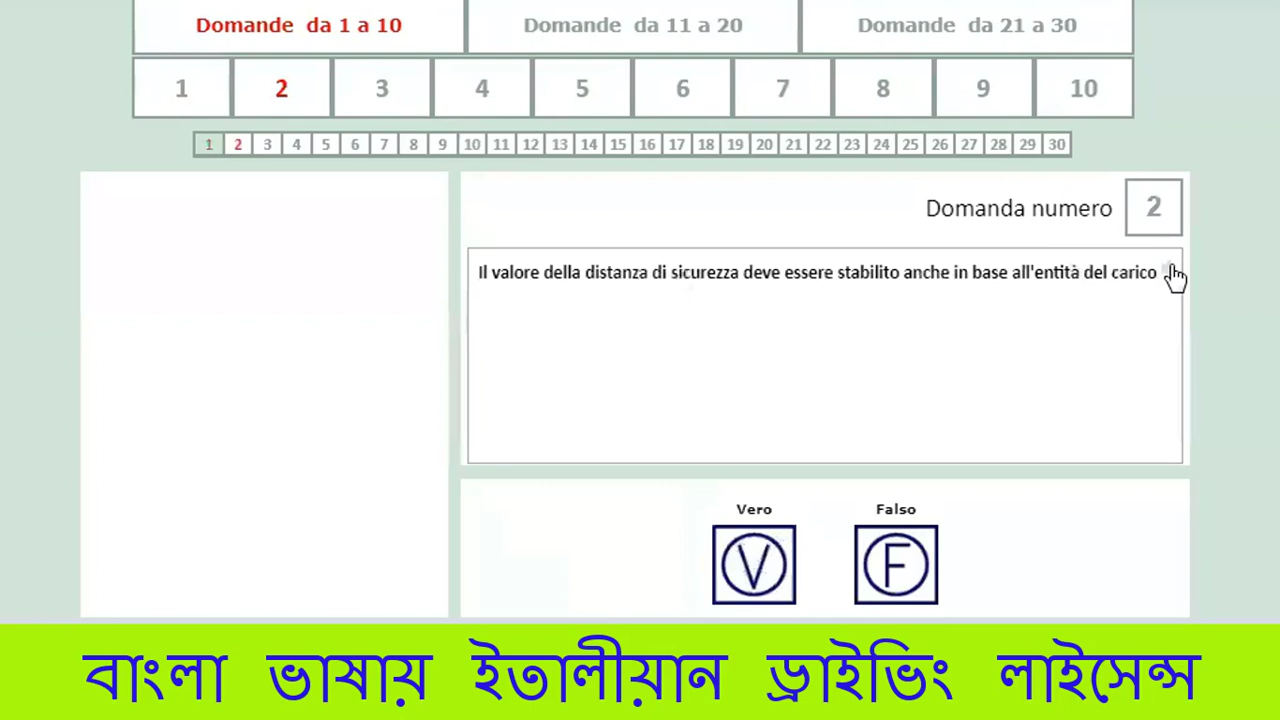 Domande da 1 a 10 Domande da 11 a 20 Domande da 21 a 30
1 2 3 4 5 6 7 8 9 10
1 2 3 4 5 6 7 8 9 10 11 12 13 14 15 16 17 18 19 20 21 22 23 24 25 26 27 28 29 30
Domanda numero 2
Il valore della distanza di sicurezza deve essere stabilito anche in base all'entità del carico
Vero Falso
V F
বাংলা ভাষায় ইতালীয়ান ড্রাইভিং লাইসেন্স